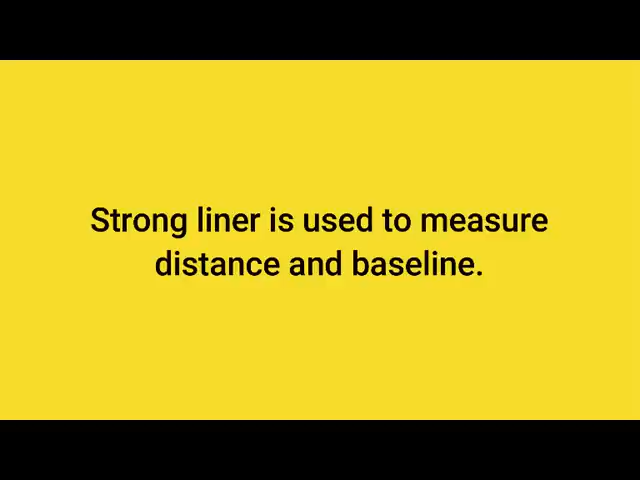 Strong liner is used to measure
distance and baseline.